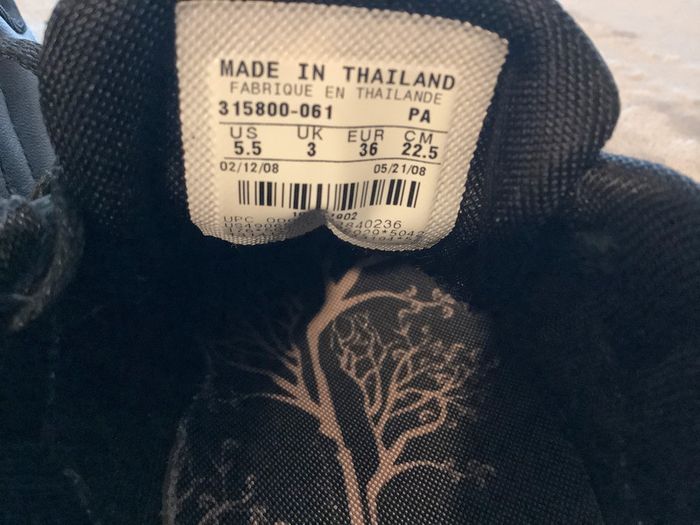 MADE IN THAILAND
FABRIQUE EN THAILANDE
315800-061 PA
US UK EUR CM
5.5 3 36 22.5
02/12/08 05/21/08
UPC